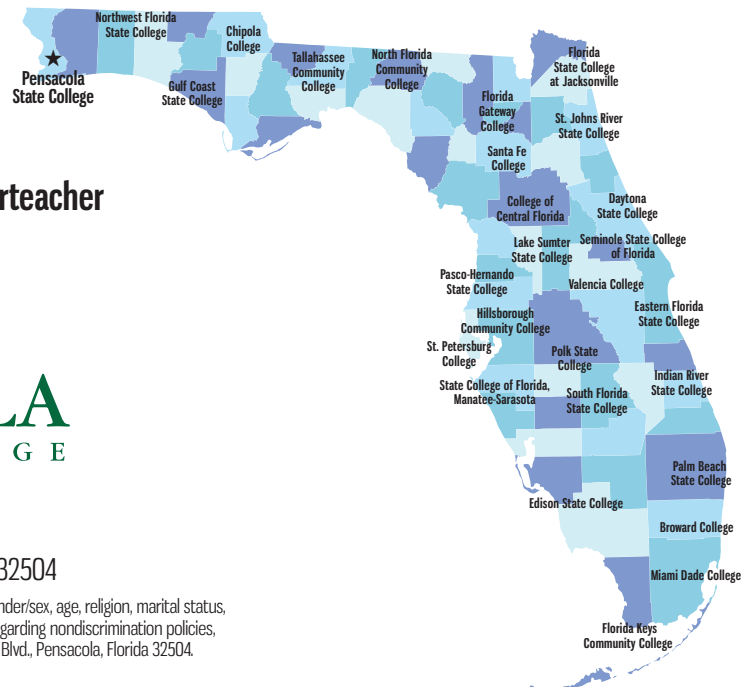 Northwest Florida
State College
Chipola
College
Pensacola
State College
Gulf Coast
State College
Tallahassee
Community
College
North Florida
Community
College
Florida
State College
at Jacksonville
Florida
Gateway
College
St. Johns River
State College
Santa Fe
College
College of
Central Florida
Daytona
State College
Lake Sumter
State College
Seminole State College
of Florida
Pasco-Hernando
State College
Valencia College
Hillsborough
Community College
Eastern Florida
State College
St. Petersburg
College
Polk State
College
State College of Florida,
Manatee-Sarasota
South Florida
State College
Indian River
State College
Palm Beach
State College
Edison State College
Broward College
Miami Dade College
Florida Keys
Community College
rteacher
LA
G E
32504
nder/sex, age, religion, marital status,
garding nondiscrimination policies,
Blvd., Pensacola, Florida 32504.